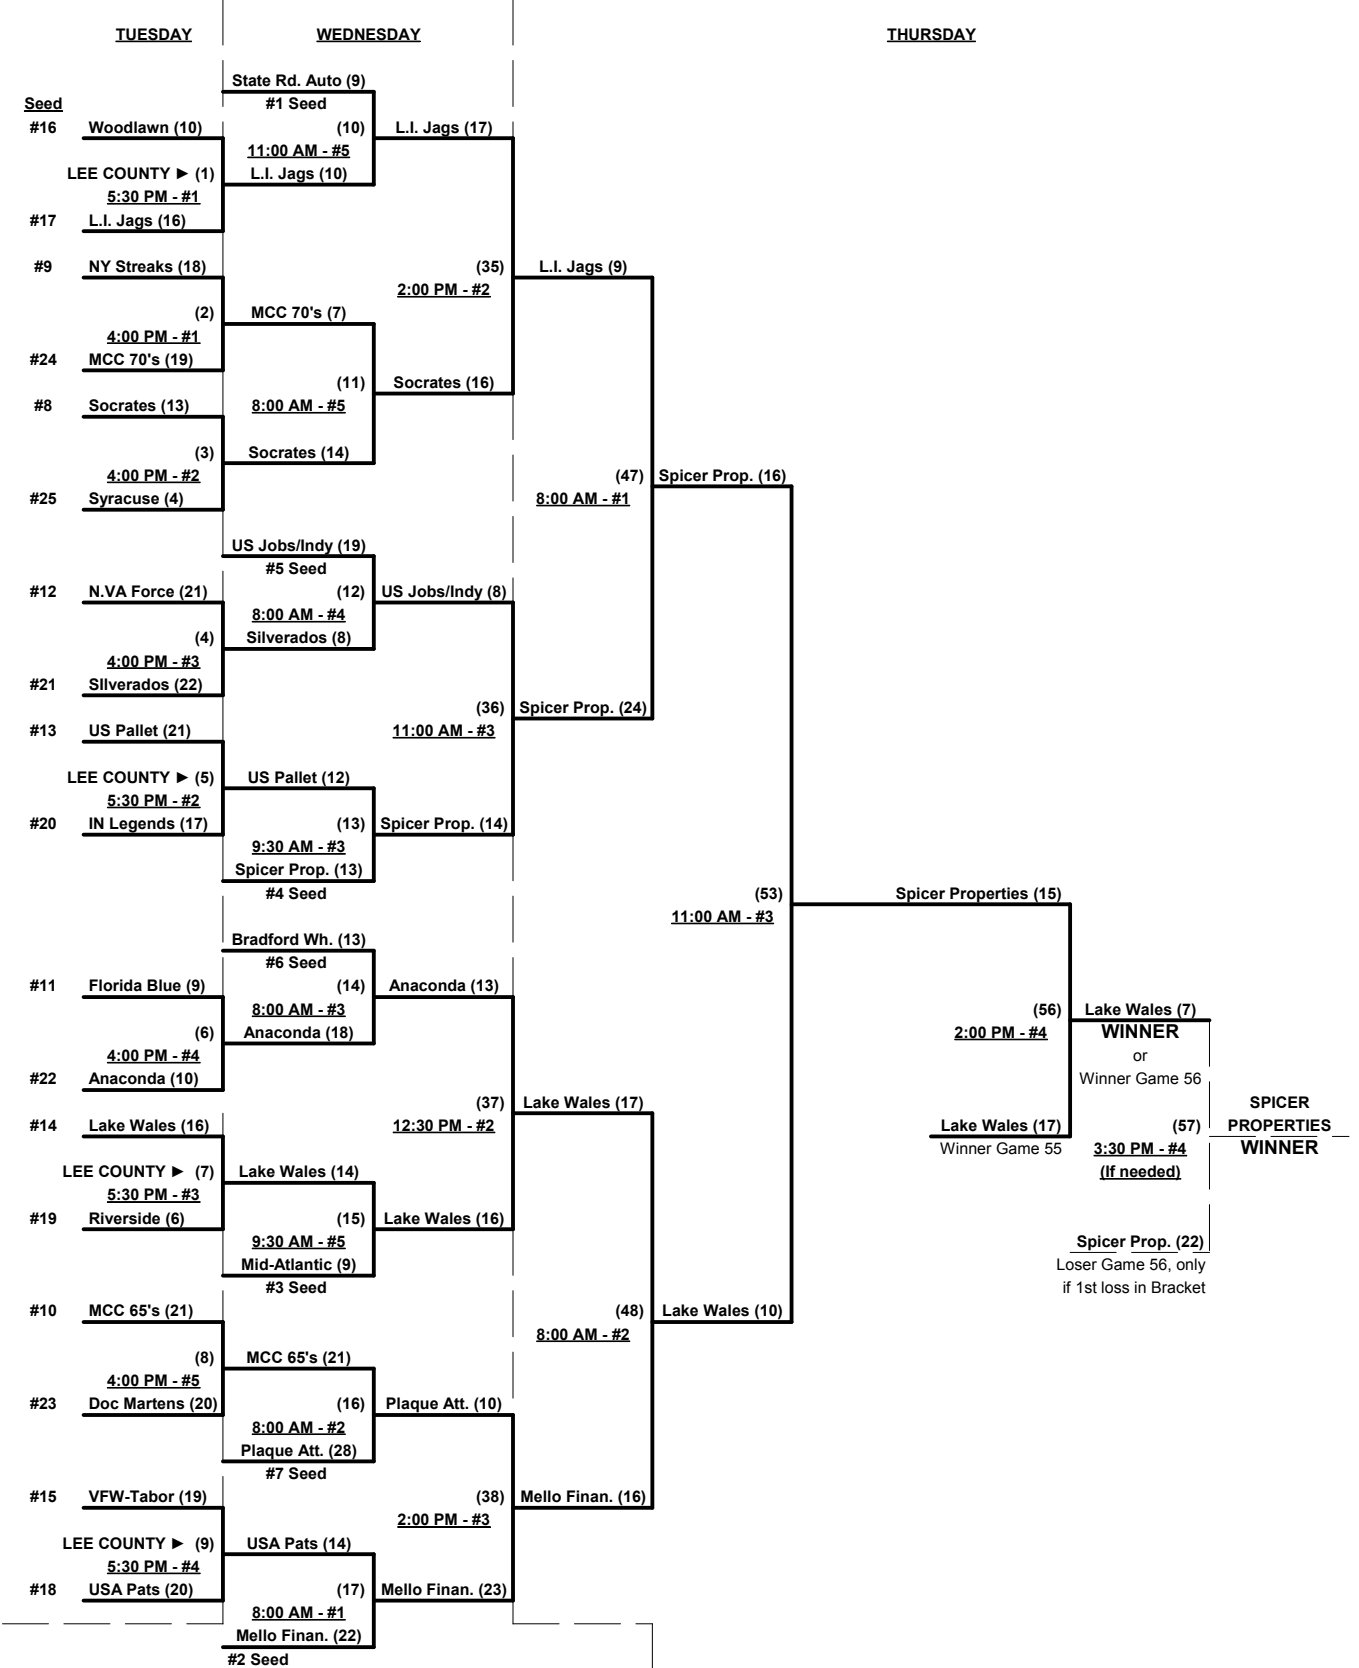 TUESDAY WEDNESDAY THURSDAY
State Rd. Auto (9)
Seed #1 Seed
#16 Woodlawn (10) (10) L.I. Jags (17)
11:00 AM - #5
LEE COUNTY ► (1) L.I. Jags (10)
5:30 PM - #1
#17 L.I. Jags (16)
#9 NY Streaks (18) (35) L.I. Jags (9)
2:00 PM - #2
(2) MCC 70's (7)
4:00 PM - #1
#24 MCC 70's (19)
(11) Socrates (16)
#8 Socrates (13) 8:00 AM - #5
(3) Socrates (14)
4:00 PM - #2 (47) Spicer Prop. (16)
#25 Syracuse (4) 8:00 AM - #1
US Jobs/Indy (19)
#5 Seed
#12 N.VA Force (21) (12) US Jobs/Indy (8)
8:00 AM - #4
(4) Silverados (8)
4:00 PM - #3
#21 SIlverados (22)
(36) Spicer Prop. (24)
#13 US Pallet (21) 11:00 AM - #3
LEE COUNTY ► (5) US Pallet (12)
5:30 PM - #2
#20 IN Legends (17) (13) Spicer Prop. (14)
9:30 AM - #3
Spicer Prop. (13)
#4 Seed (53) Spicer Properties (15)
11:00 AM - #3
Bradford Wh. (13)
#6 Seed
#11 Florida Blue (9) (14) Anaconda (13)
8:00 AM - #3 (56) Lake Wales (7)
(6) Anaconda (18) 2:00 PM - #4 WINNER
4:00 PM - #4 or
#22 Anaconda (10) Winner Game 56
(37) Lake Wales (17) SPICER
#14 Lake Wales (16) 12:30 PM - #2 Lake Wales (17) (57) PROPERTIES
Winner Game 55 3:30 PM - #4 WINNER
LEE COUNTY ► (7) Lake Wales (14) (If needed)
5:30 PM - #3
#19 Riverside (6) (15) Lake Wales (16)
9:30 AM - #5 Spicer Prop. (22)
Mid-Atlantic (9) Loser Game 56, only
#3 Seed if 1st loss in Bracket
#10 MCC 65's (21) (48) Lake Wales (10)
8:00 AM - #2
(8) MCC 65's (21)
4:00 PM - #5
#23 Doc Martens (20) (16) Plaque Att. (10)
8:00 AM - #2
Plaque Att. (28)
#7 Seed
#15 VFW-Tabor (19) (38) Mello Finan. (16)
2:00 PM - #3
LEE COUNTY ► (9) USA Pats (14)
5:30 PM - #4
#18 USA Pats (20) (17) Mello Finan. (23)
8:00 AM - #1
Mello Finan. (22)
#2 Seed